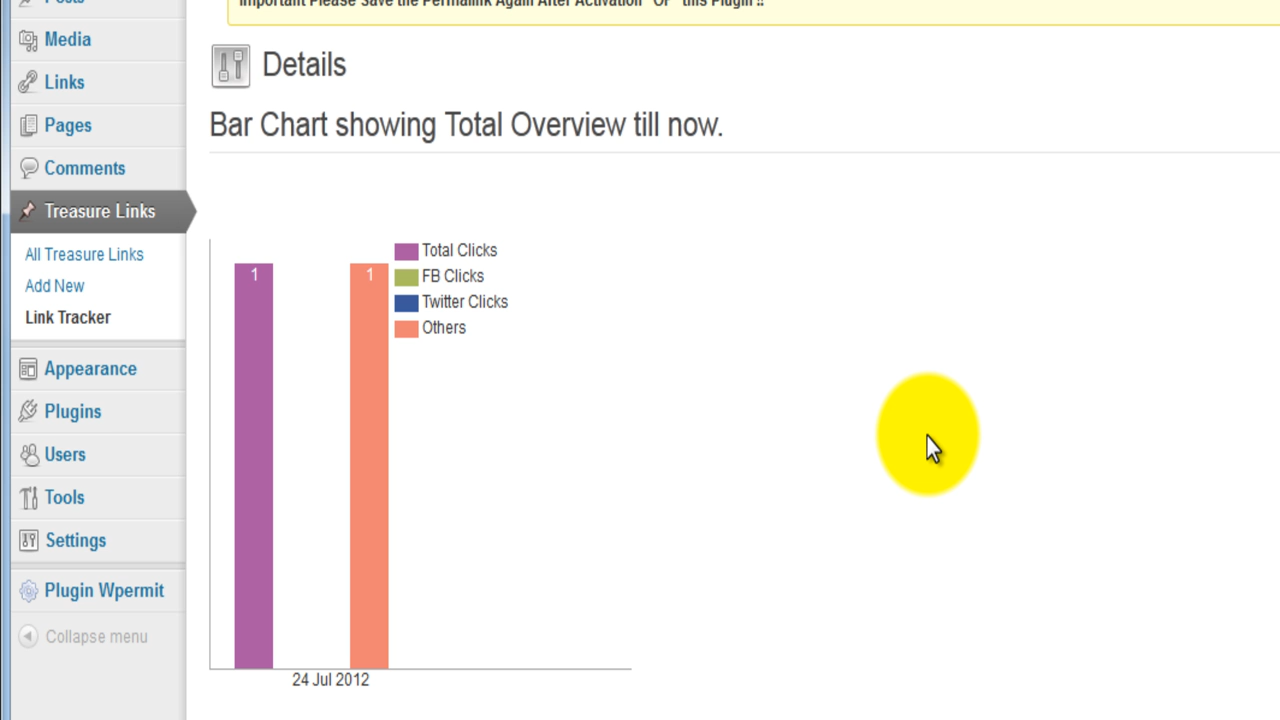 Important Please Save the Permalink Again After Activation "OF" this Plugin !!
Posts
Media
Links
Pages
Comments
Treasure Links
All Treasure Links
Add New
Link Tracker
Appearance
Plugins
Users
Tools
Settings
Plugin Wpermit
Collapse menu
Details
Bar Chart showing Total Overview till now.
1
1
Total Clicks
FB Clicks
Twitter Clicks
Others
24 Jul 2012